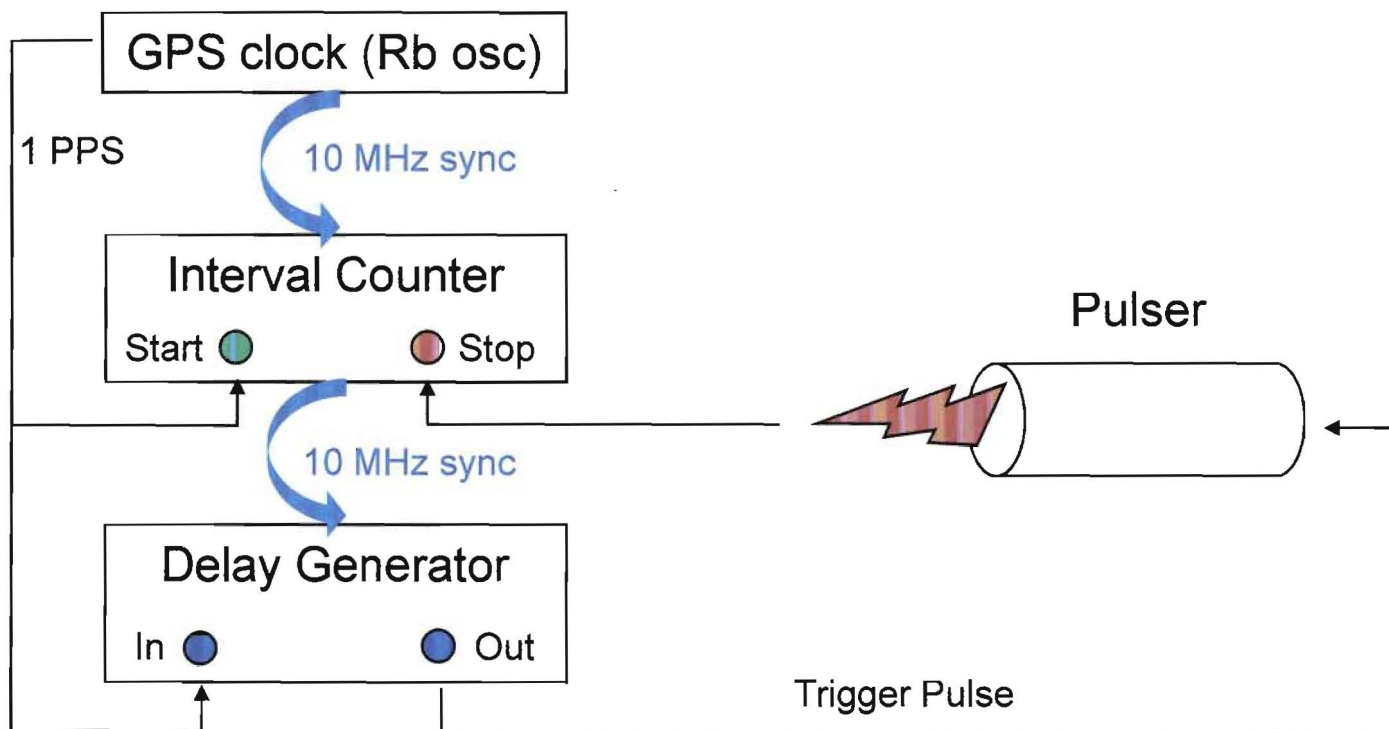 GPS clock (Rb osc)
1 PPS
10 MHz sync
Interval Counter
Start
Stop
Pulser
10 MHz sync
Delay Generator
In
Out
Trigger Pulse